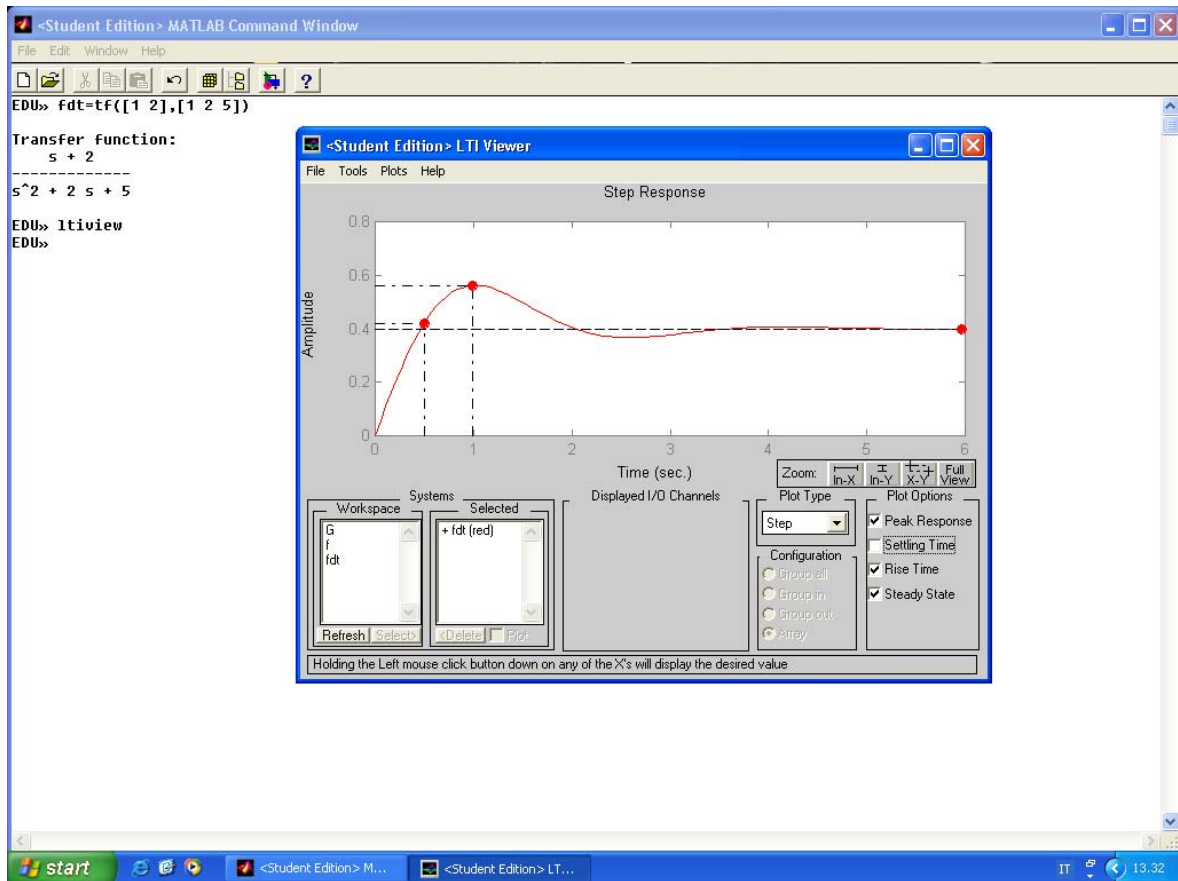 <Student Edition> MATLAB Command Window
File Edit Window Help
EDU» fdt=tf([1 2],[1 2 5])
Transfer function:
s + 2
-------------
s^2 + 2 s + 5
EDU» ltiview
EDU»
<Student Edition> LTI Viewer
File Tools Plots Help
Step Response
Amplitude
0.8
0.6
0.4
0.2
0
0 1 2 3 4 5 6
Time (sec.)
Zoom: In-X In-Y X-Y Full View
Systems
Workspace
G
f
fdt
Refresh Select>
Selected
+ fdt (red)
<Delete Plot
Displayed I/O Channels
Plot Type
Step
Configuration
Group all
Group in
Group out
Array
Plot Options
Peak Response
Settling Time
Rise Time
Steady State
Holding the Left mouse click button down on any of the X's will display the desired value
start
<Student Edition> M...
<Student Edition> LT...
IT
13.32